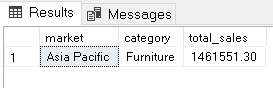 Results Messages
market category total_sales
1 Asia Pacific Furniture 1461551.30